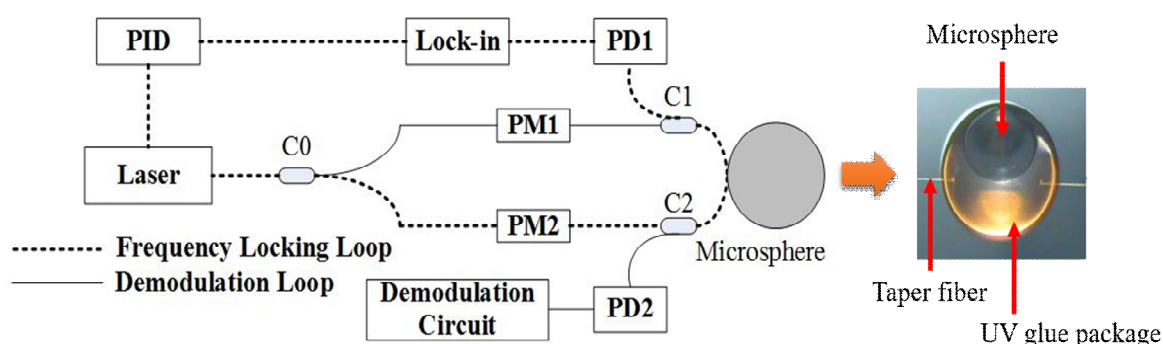 PID
Lock-in
PD1
Microsphere
C0
PM1
C1
Laser
PM2
C2
Microsphere
Frequency Locking Loop
Demodulation Loop
Demodulation
Circuit
PD2
Taper fiber
UV glue package